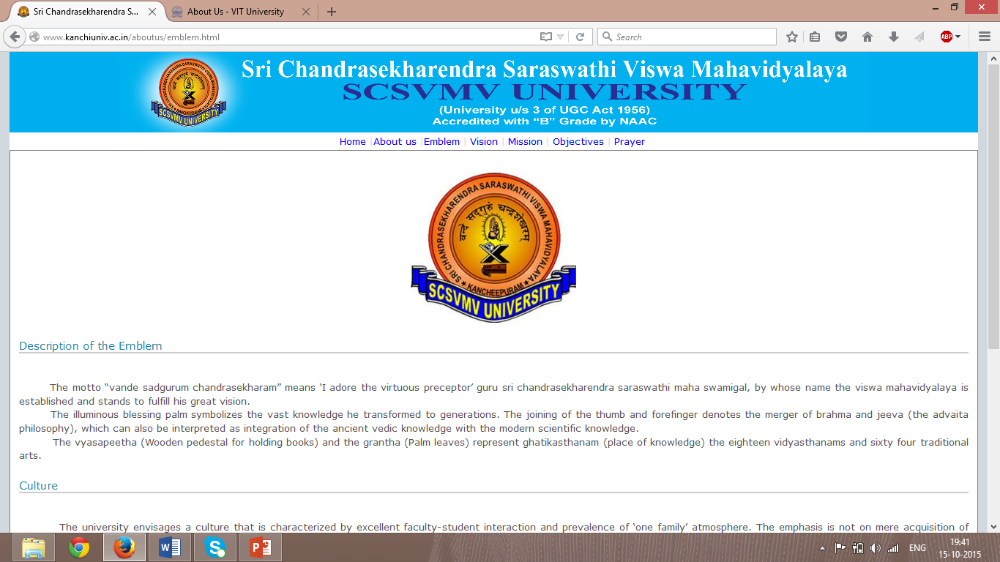 Sri Chandrasekharendra S...
About Us - VIT University
www.kanchiuniv.ac.in/aboutus/emblem.html
Search
ABP
SRI CHANDRASEKHARENDRA SARASWATHI VISWA MAHAVIDYALAYA
SCSVMV UNIVERSITY
Sri Chandrasekharendra Saraswathi Viswa Mahavidyalaya
SCSVMV UNIVERSITY
(University u/s 3 of UGC Act 1956)
Accredited with “B” Grade by NAAC
Home | About us | Emblem | Vision | Mission | Objectives | Prayer
SRI CHANDRASEKHARENDRA SARASWATHI VISWA MAHAVIDYALAYA
वन्दे सद्गुरुं चन्द्रशेखरम्
KANCHEEPURAM
SCSVMV UNIVERSITY
Description of the Emblem
The motto “vande sadgurum chandrasekharam” means ‘I adore the virtuous preceptor’ guru sri chandrasekharendra saraswathi maha swamigal, by whose name the viswa mahavidyalaya is
established and stands to fulfill his great vision.
The illuminous blessing palm symbolizes the vast knowledge he transformed to generations. The joining of the thumb and forefinger denotes the merger of brahma and jeeva (the advaita
philosophy), which can also be interpreted as integration of the ancient vedic knowledge with the modern scientific knowledge.
The vyasapeetha (Wooden pedestal for holding books) and the grantha (Palm leaves) represent ghatikasthanam (place of knowledge) the eighteen vidyasthanams and sixty four traditional
arts.
Culture
The university envisages a culture that is characterized by excellent faculty-student interaction and prevalence of ‘one family’ atmosphere. The emphasis is not on mere acquisition of
ENG
19:41
15-10-2015